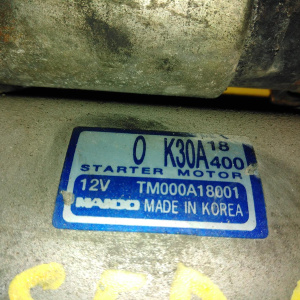 0 K30A 18 400
STARTER MOTOR
12V TM000A18001
MANDO MADE IN KOREA